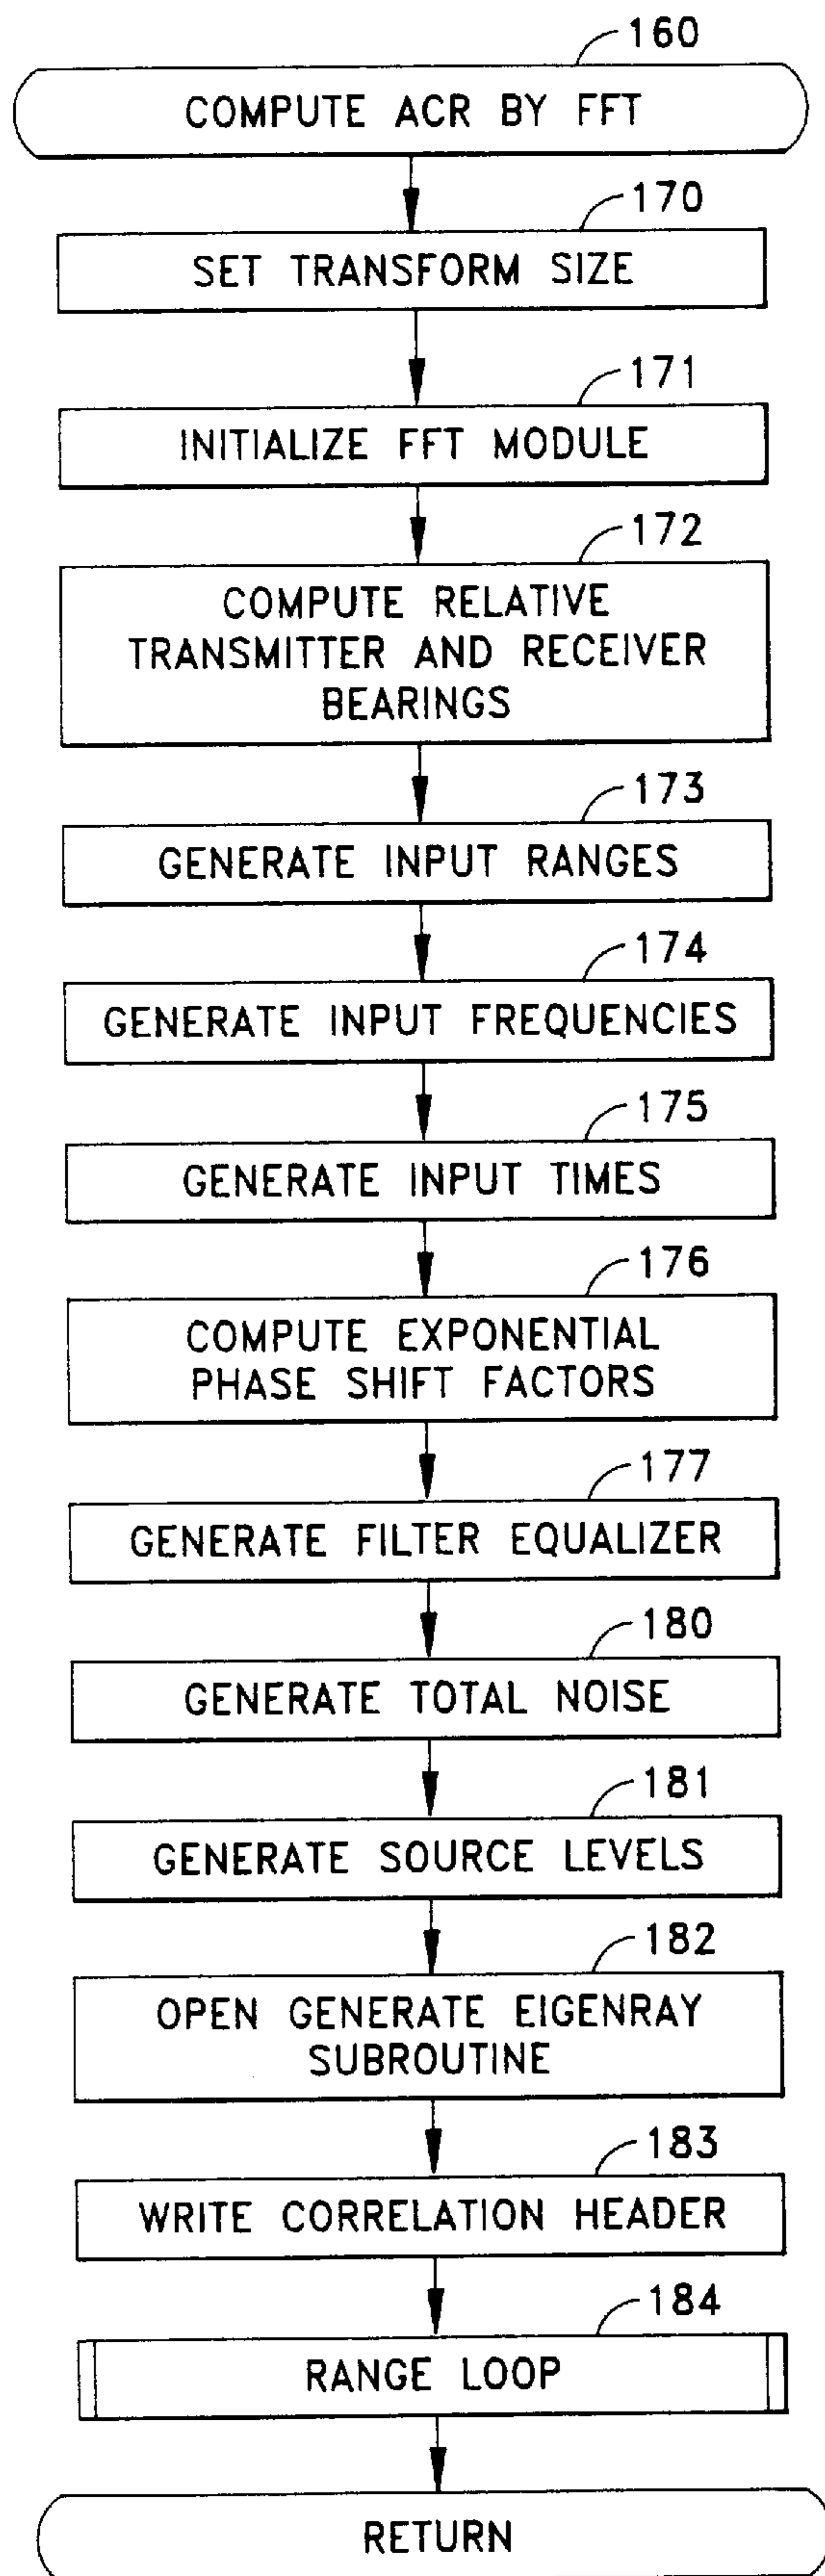 160
COMPUTE ACR BY FFT
170
SET TRANSFORM SIZE
171
INITIALIZE FFT MODULE
172
COMPUTE RELATIVE
TRANSMITTER AND RECEIVER
BEARINGS
173
GENERATE INPUT RANGES
174
GENERATE INPUT FREQUENCIES
175
GENERATE INPUT TIMES
176
COMPUTE EXPONENTIAL
PHASE SHIFT FACTORS
177
GENERATE FILTER EQUALIZER
180
GENERATE TOTAL NOISE
181
GENERATE SOURCE LEVELS
182
OPEN GENERATE EIGENRAY
SUBROUTINE
183
WRITE CORRELATION HEADER
184
RANGE LOOP
RETURN